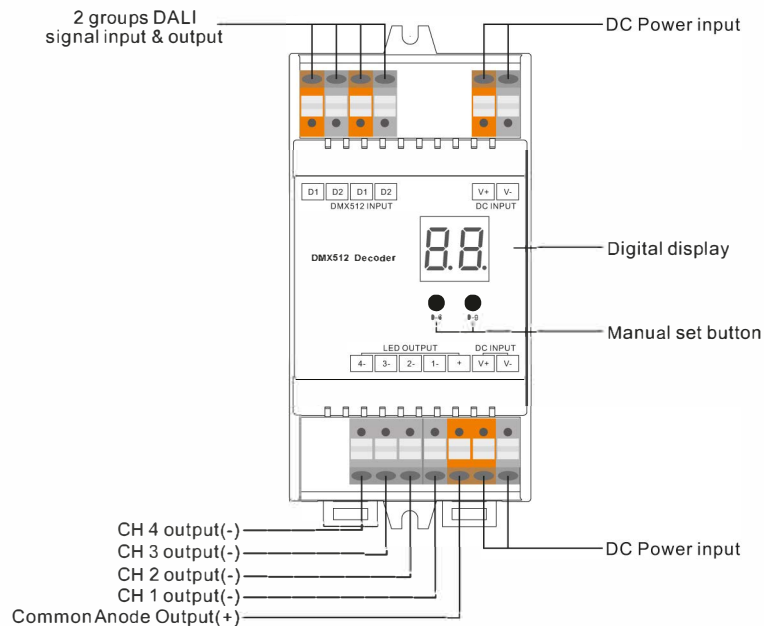 2 groups DALI
signal input & output
DC Power input
D1 D2 D1 D2
DMX512 INPUT
V+ V-
DC INPUT
8.8.
DMX512 Decoder
Digital display
Manual set button
LED OUTPUT
DC INPUT
4- 3- 2- 1- + V+ V-
CH 4 output(-)
CH 3 output(-)
CH 2 output(-)
CH 1 output(-)
Common Anode Output(+)
DC Power input